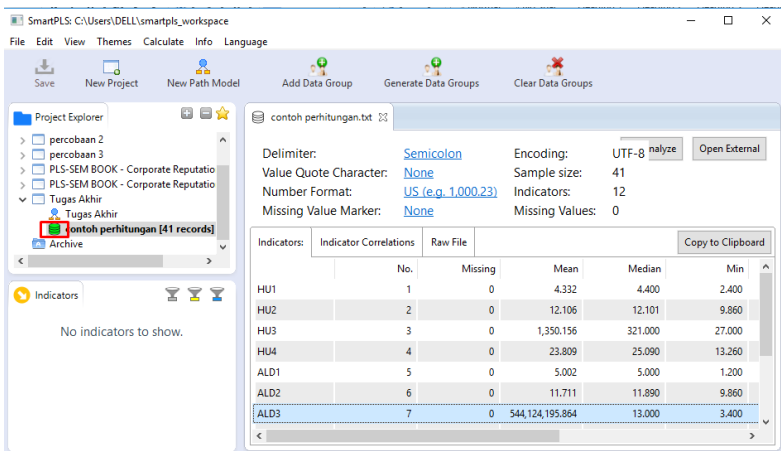 SmartPLS: C:\Users\DELL\smartpls_workspace
File Edit View Themes Calculate Info Language
Save New Project New Path Model Add Data Group Generate Data Groups Clear Data Groups
Project Explorer
percobaan 2
percobaan 3
PLS-SEM BOOK - Corporate Reputatio
PLS-SEM BOOK - Corporate Reputatio
Tugas Akhir
Tugas Akhir
contoh perhitungan [41 records]
Archive
Indicators
No indicators to show.
contoh perhitungan.txt
nalyze Open External
Delimiter: Semicolon Encoding: UTF-8
Value Quote Character: None Sample size: 41
Number Format: US (e.g. 1,000.23) Indicators: 12
Missing Value Marker: None Missing Values: 0
Indicators: Indicator Correlations Raw File Copy to Clipboard
No. Missing Mean Median Min
HU1 1 0 4.332 4.400 2.400
HU2 2 0 12.106 12.101 9.860
HU3 3 0 1,350.156 321.000 27.000
HU4 4 0 23.809 25.090 13.260
ALD1 5 0 5.002 5.000 1.200
ALD2 6 0 11.711 11.890 9.860
ALD3 7 0 544,124,195.864 13.000 3.400